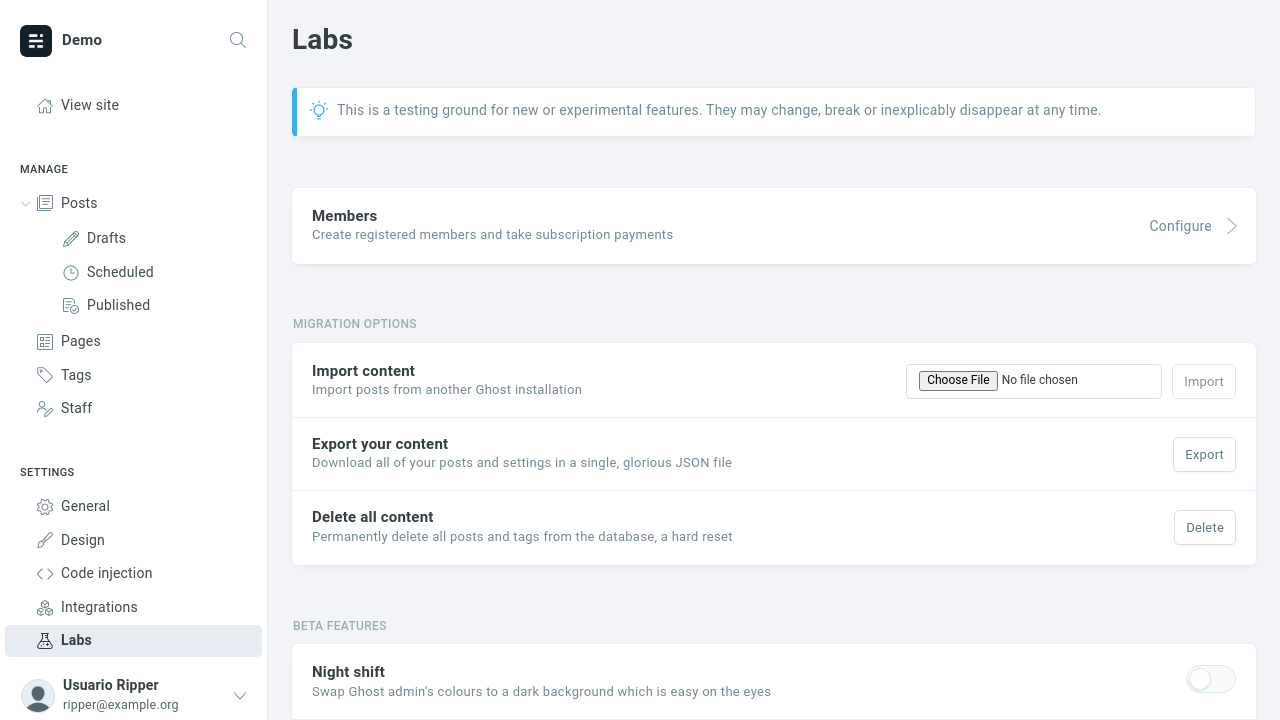 Demo
View site
MANAGE
Posts
Drafts
Scheduled
Published
Pages
Tags
Staff
SETTINGS
General
Design
Code injection
Integrations
Labs
Usuario Ripper
ripper@example.org
Labs
This is a testing ground for new or experimental features. They may change, break or inexplicably disappear at any time.
Members
Create registered members and take subscription payments
Configure
MIGRATION OPTIONS
Import content
Import posts from another Ghost installation
Choose File No file chosen
Import
Export your content
Download all of your posts and settings in a single, glorious JSON file
Export
Delete all content
Permanently delete all posts and tags from the database, a hard reset
Delete
BETA FEATURES
Night shift
Swap Ghost admin's colours to a dark background which is easy on the eyes